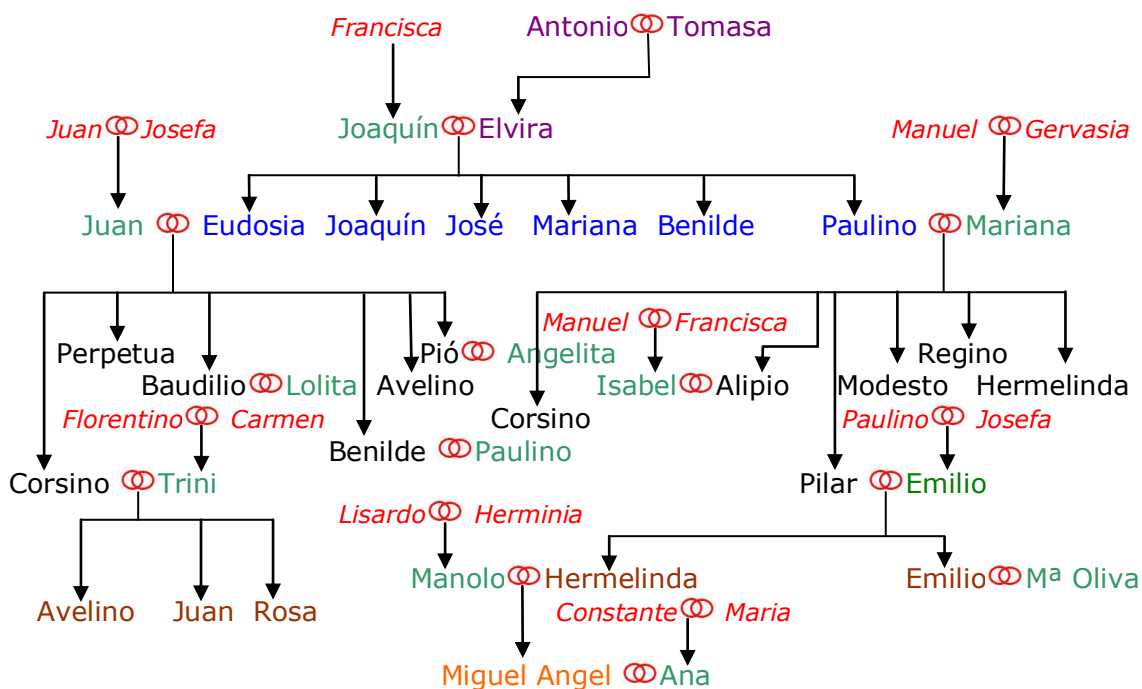 Francisca Antonio Tomasa
Juan Josefa Joaquín Elvira Manuel Gervasia
Juan Eudosia Joaquín José Mariana Benilde Paulino Mariana
Manuel Francisca
Perpetua Pió Angelita Regino
Baudilio Lolita Avelino Isabel Alipio Modesto Hermelinda
Florentino Carmen Corsino Paulino Josefa
Benilde Paulino
Corsino Trini Pilar Emilio
Lisardo Herminia
Manolo Hermelinda Emilio Mª Oliva
Avelino Juan Rosa Constante Maria
Miguel Angel Ana